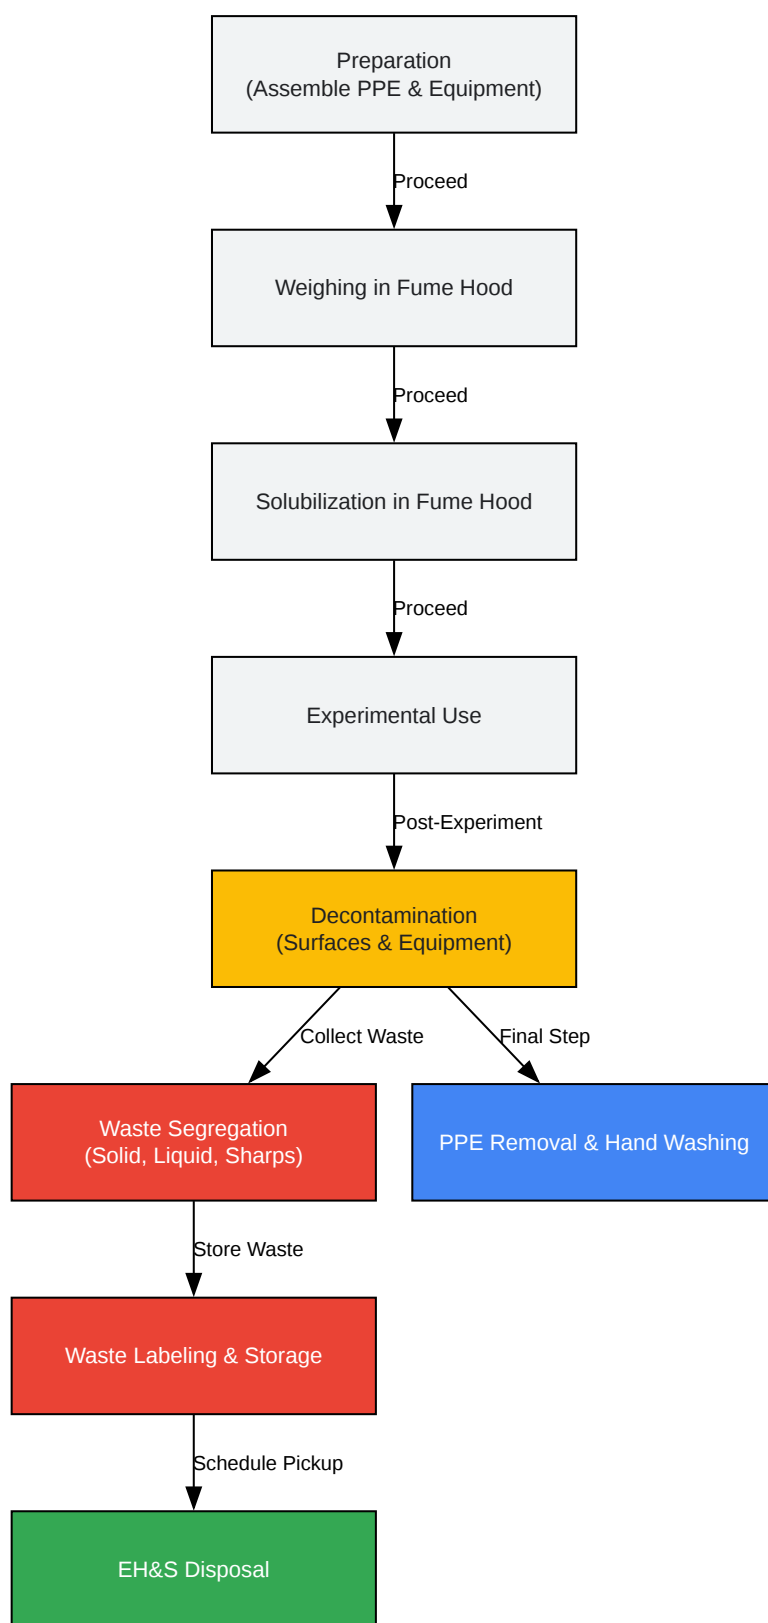 Preparation
(Assemble PPE & Equipment)
Proceed
Weighing in Fume Hood
Proceed
Solubilization in Fume Hood
Proceed
Experimental Use
Post-Experiment
Decontamination
(Surfaces & Equipment)
Collect Waste
Final Step
Waste Segregation
(Solid, Liquid, Sharps)
PPE Removal & Hand Washing
Store Waste
Waste Labeling & Storage
Schedule Pickup
EH&S Disposal